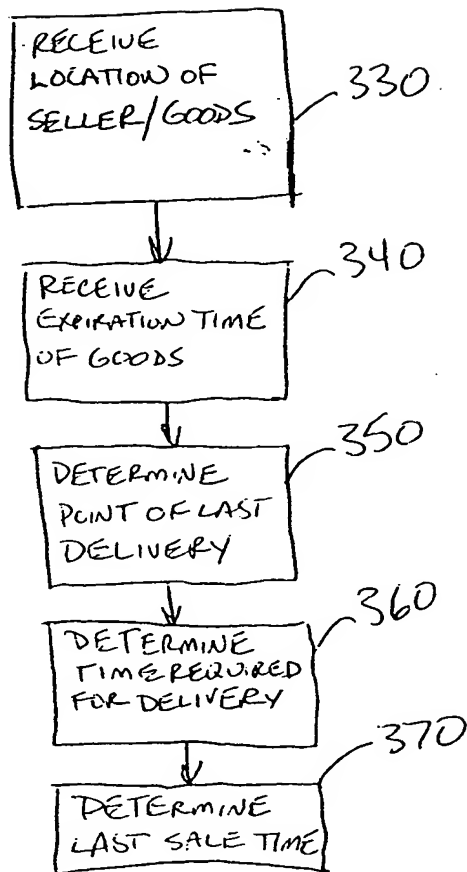 RECEIVE
LOCATION OF
SELLER/GOODS
330
RECEIVE
EXPIRATION TIME
OF GOODS
340
DETERMINE
POINT OF LAST
DELIVERY
350
DETERMINE
TIME REQUIRED
FOR DELIVERY
360
DETERMINE
LAST SALE TIME
370